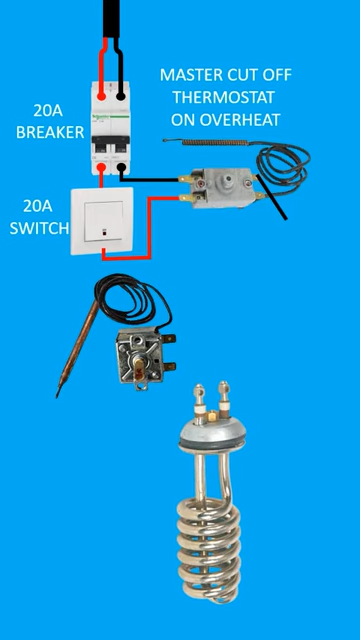 MASTER CUT OFF
THERMOSTAT
ON OVERHEAT
20A
BREAKER
20A
SWITCH